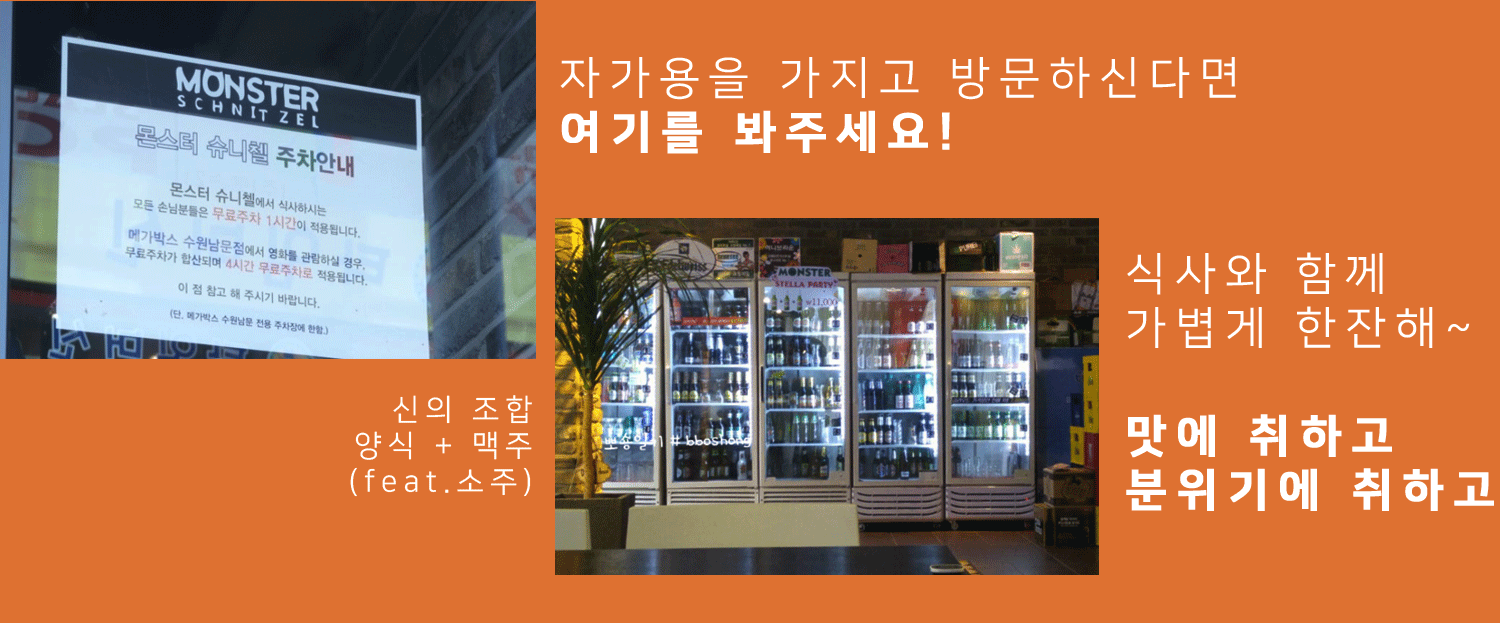 MONSTER
SCHNITZEL
몬스터 슈니첼 주차안내
몬스터 슈니첼에서 식사하시는
모든 손님분들은 무료주차 1시간이 적용됩니다.
메가박스 수원남문점에서 영화를 관람하실 경우,
무료주차가 합산되며 4시간 무료주차로 적용됩니다.
이 점 참고 해 주시기 바랍니다.
(단, 메가박스 수원남문 전용 주차장에 한함.)
자가용을 가지고 방문하신다면
여기를 봐주세요!
신의 조합
양식 + 맥주
(feat.소주)
MONSTER
STELLA PARTY
₩11,000
# bboshong
식사와 함께
가볍게 한잔해~
맛에 취하고
분위기에 취하고